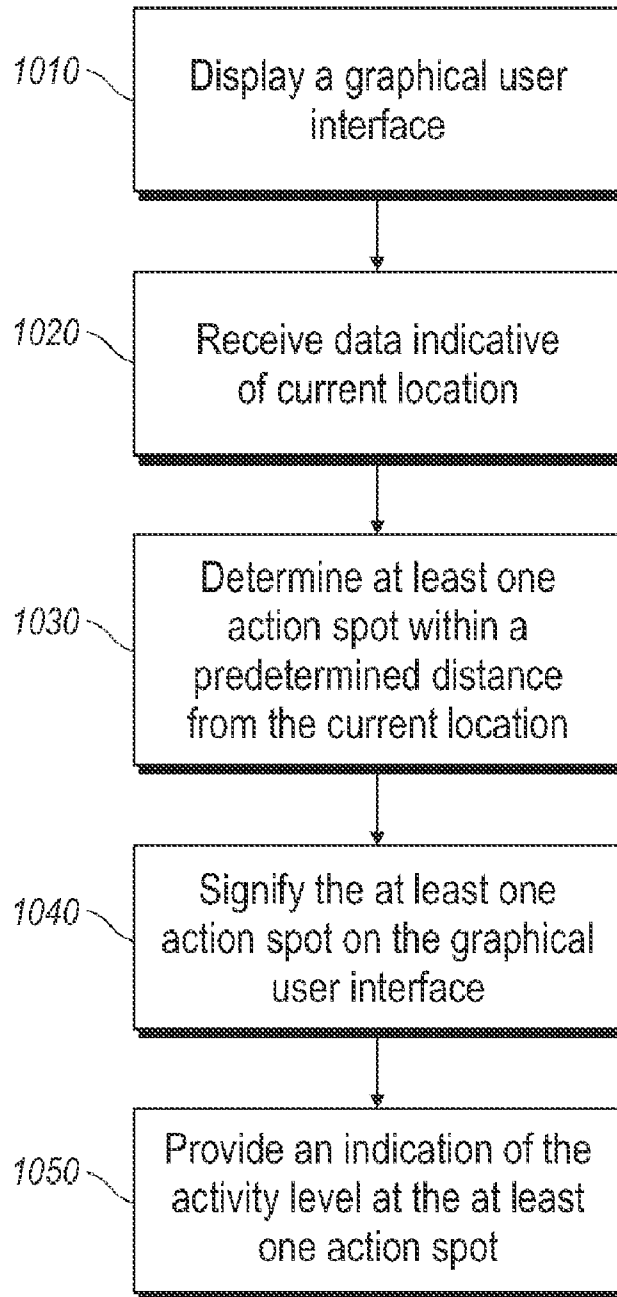 1010
Display a graphical user
interface
1020
Receive data indicative
of current location
1030
Determine at least one
action spot within a
predetermined distance
from the current location
1040
Signify the at least one
action spot on the graphical
user interface
1050
Provide an indication of the
activity level at the at least
one action spot